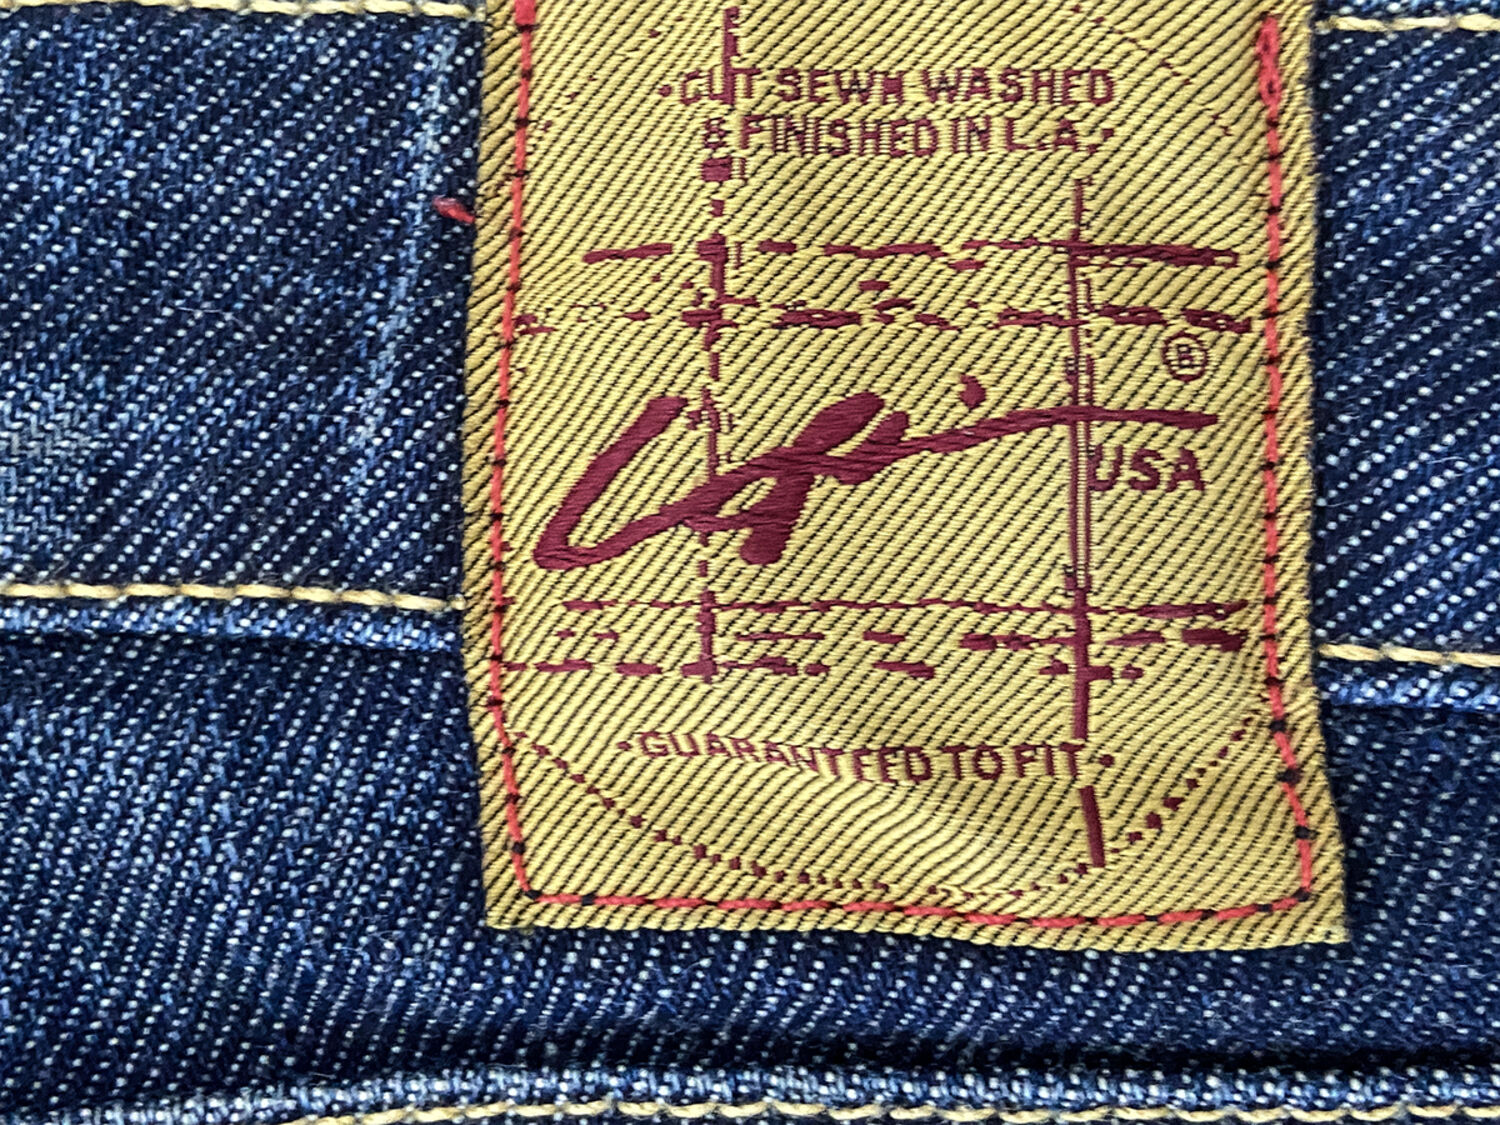 •CUT SEWN WASHED
& FINISHED IN L.A.•
®
USA
•GUARANTEED TO FIT•